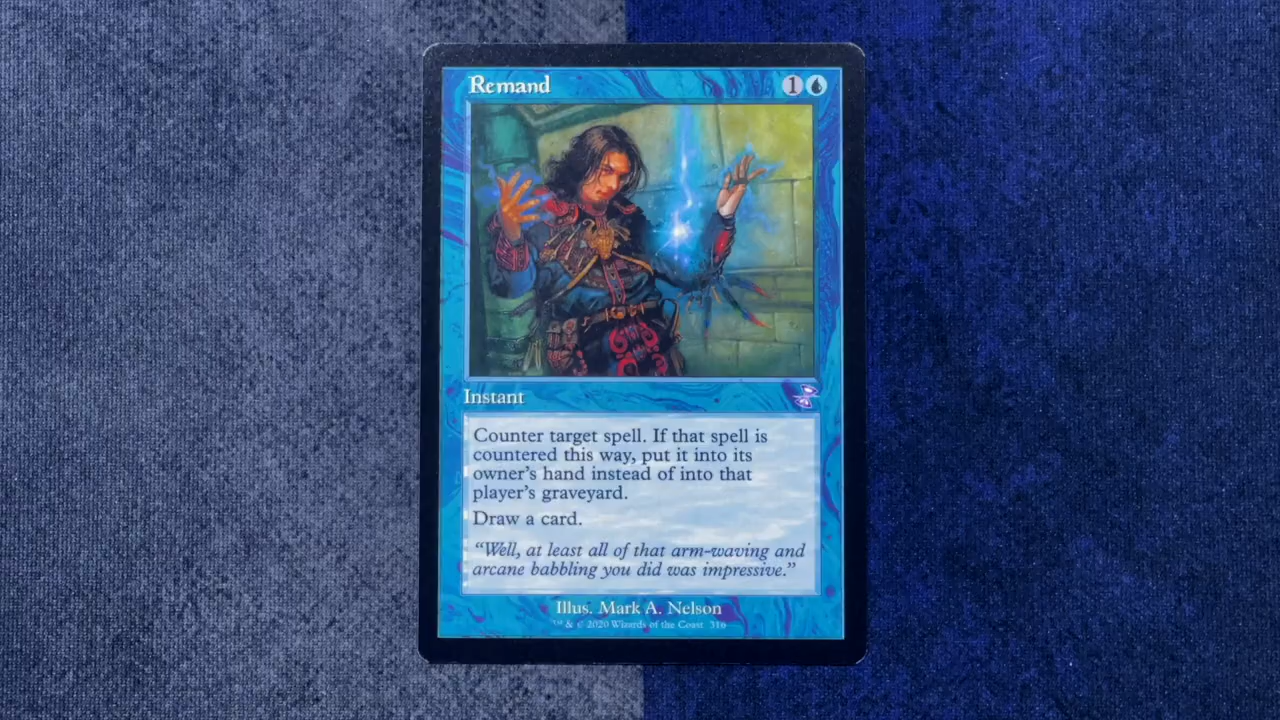 Remand 1
Instant
Counter target spell. If that spell is
countered this way, put it into its
owner's hand instead of into that
player's graveyard.
Draw a card.
“Well, at least all of that arm-waving and
arcane babbling you did was impressive.”
Illus. Mark A. Nelson
™ & © 2020 Wizards of the Coast 316